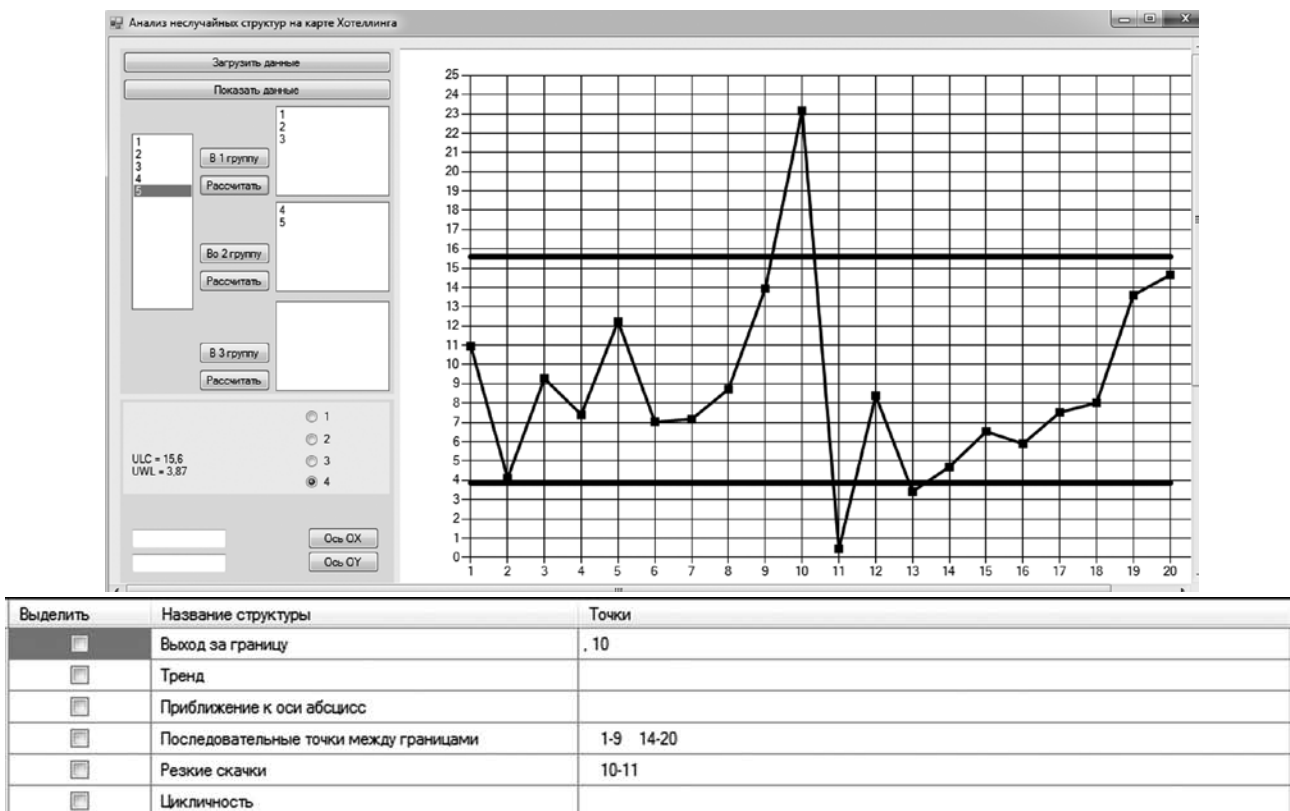 Анализ неслучайных структур на карте Хотеллинга
Загрузить данные
Показать данные
1
2
3
4
5
В 1 группу
Рассчитать
1
2
3
Во 2 группу
Рассчитать
4
5
В 3 группу
Рассчитать
ULC = 15,6
UWL = 3,87
1
2
3
4
Ось OX
Ось OY
25
24
23
22
21
20
19
18
17
16
15
14
13
12
11
10
9
8
7
6
5
4
3
2
1
0
1 2 3 4 5 6 7 8 9 10 11 12 13 14 15 16 17 18 19 20
Выделить Название структуры Точки
Выход за границу , 10
Тренд
Приближение к оси абсцисс
Последовательные точки между границами 1-9 14-20
Резкие скачки 10-11
Цикличность